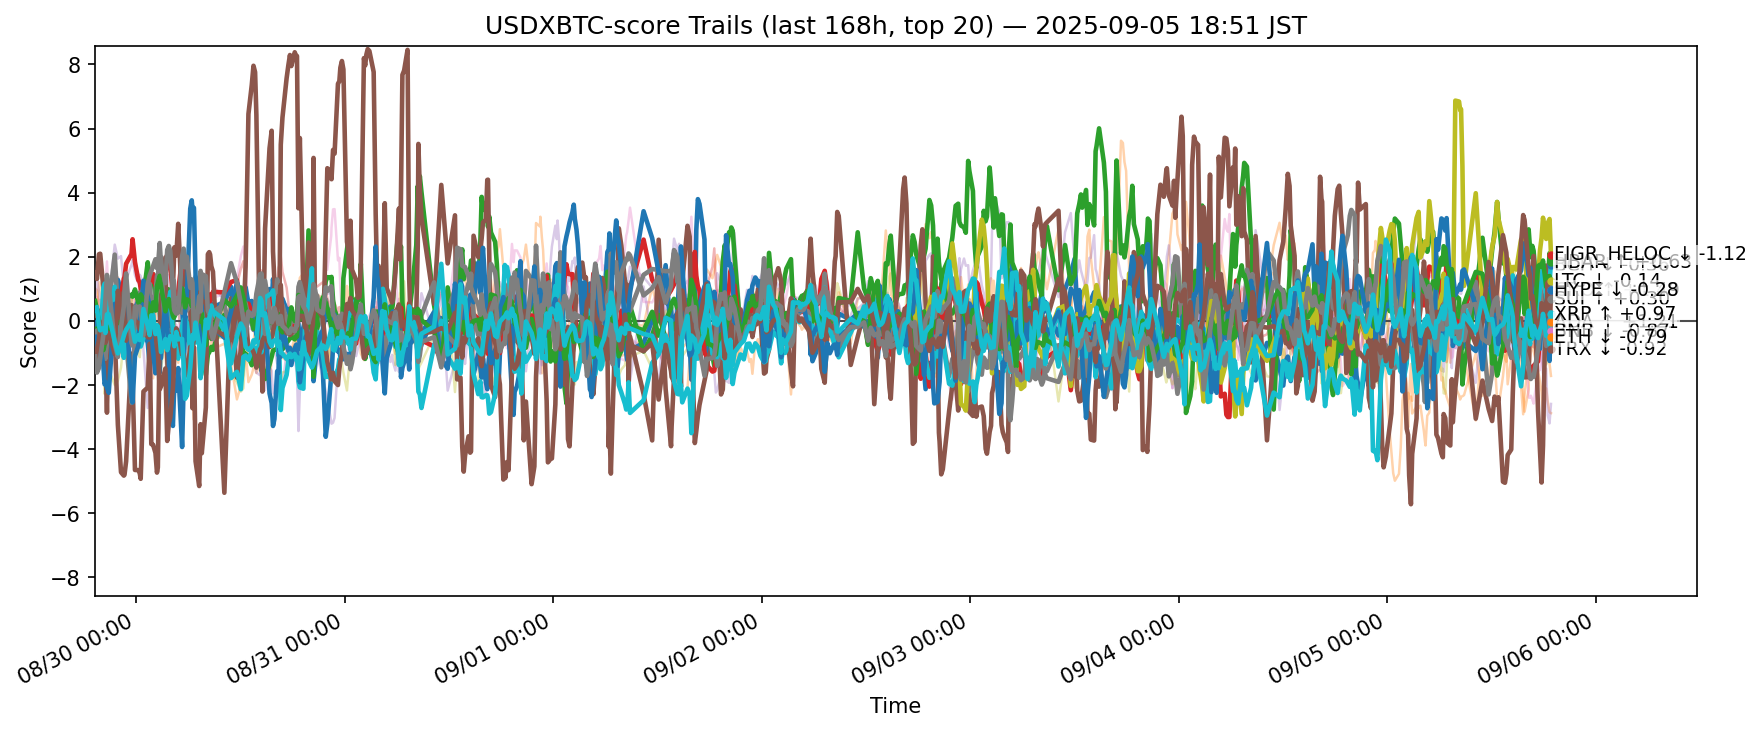 USDXBTC-score Trails (last 168h, top 20) — 2025-09-05 18:51 JST
Score (z)
8
6
4
2
0
−2
−4
−6
−8
FIGR_HELOC ↓ -1.12
HYPE ↓ -0.28
XRP ↑ +0.97
ETH ↓ -0.79
TRX ↓ -0.92
08/30 00:00
08/31 00:00
09/01 00:00
09/02 00:00
09/03 00:00
09/04 00:00
09/05 00:00
09/06 00:00
Time